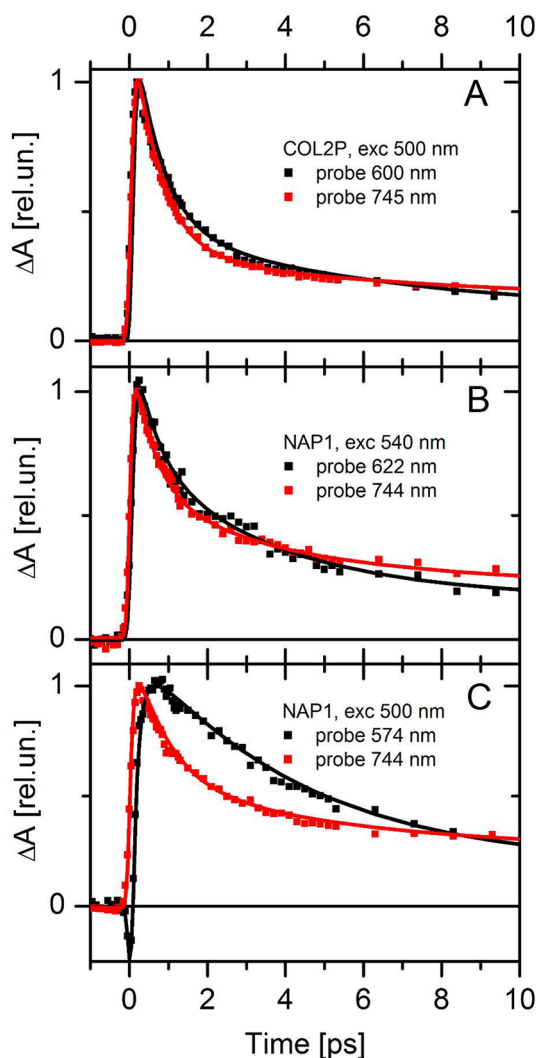 0 2 4 6 8 10
A
1
COL2P, exc 500 nm
probe 600 nm
probe 745 nm
ΔA [rel.un.]
0
B
1
NAP1, exc 540 nm
probe 622 nm
probe 744 nm
ΔA [rel.un.]
0
C
1
NAP1, exc 500 nm
probe 574 nm
probe 744 nm
ΔA [rel.un.]
0
0 2 4 6 8 10
Time [ps]